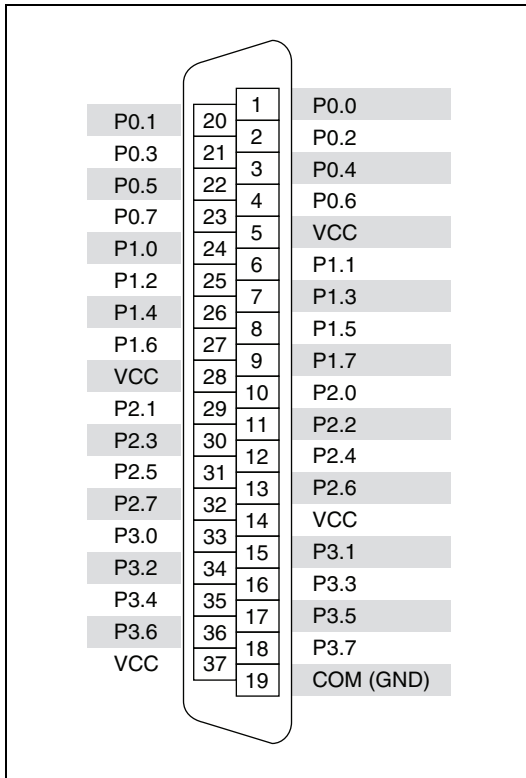 1 P0.0
P0.1 20
2 P0.2
P0.3 21
3 P0.4
P0.5 22
4 P0.6
P0.7 23
5 VCC
P1.0 24
6 P1.1
P1.2 25
7 P1.3
P1.4 26
8 P1.5
P1.6 27
9 P1.7
VCC 28
10 P2.0
P2.1 29
11 P2.2
P2.3 30
12 P2.4
P2.5 31
13 P2.6
P2.7 32
14 VCC
P3.0 33
15 P3.1
P3.2 34
16 P3.3
P3.4 35
17 P3.5
P3.6 36
18 P3.7
VCC 37
19 COM (GND)